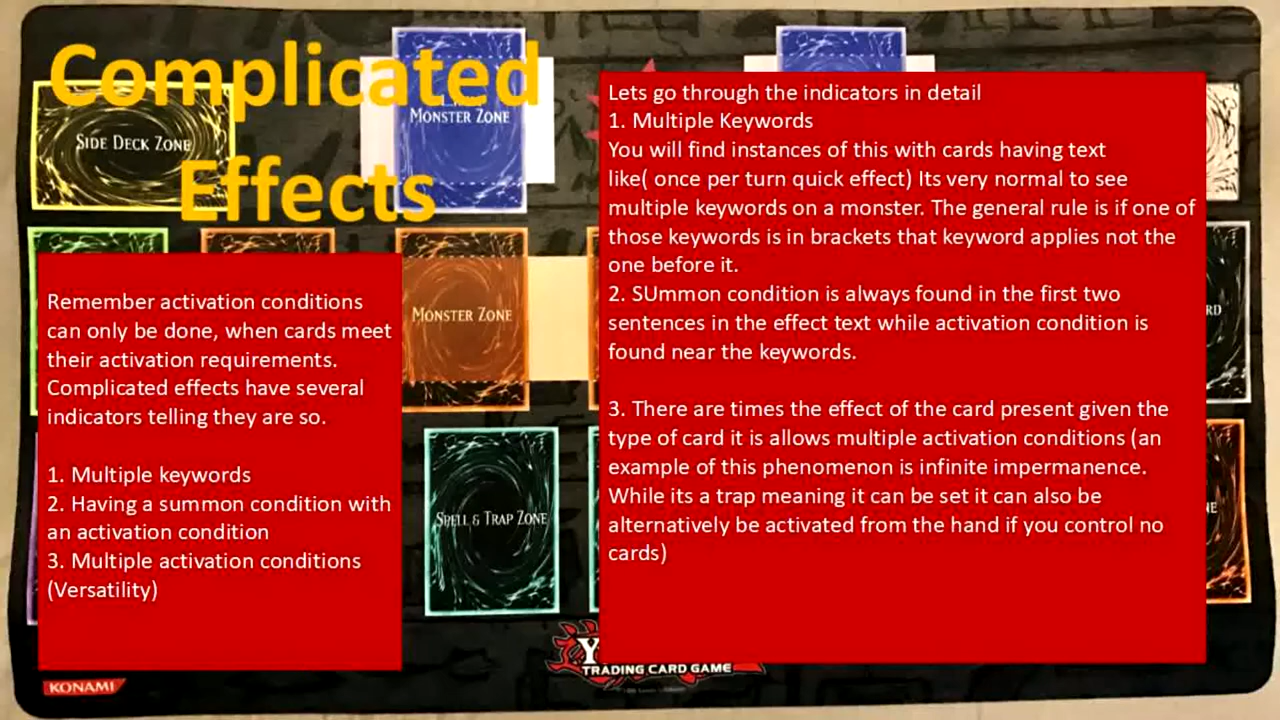 Complicated
Effects
SIDE DECK ZONE
MONSTER ZONE
Remember activation conditions
can only be done, when cards meet
their activation requirements.
Complicated effects have several
indicators telling they are so.
1. Multiple keywords
2. Having a summon condition with
an activation condition
3. Multiple activation conditions
(Versatility)
MONSTER ZONE
SPELL & TRAP ZONE
Lets go through the indicators in detail
1. Multiple Keywords
You will find instances of this with cards having text
like( once per turn quick effect) Its very normal to see
multiple keywords on a monster. The general rule is if one of
those keywords is in brackets that keyword applies not the
one before it.
2. SUmmon condition is always found in the first two
sentences in the effect text while activation condition is
found near the keywords.
3. There are times the effect of the card present given the
type of card it is allows multiple activation conditions (an
example of this phenomenon is infinite impermanence.
While its a trap meaning it can be set it can also be
alternatively be activated from the hand if you control no
cards)
KONAMI
TRADING CARD GAME